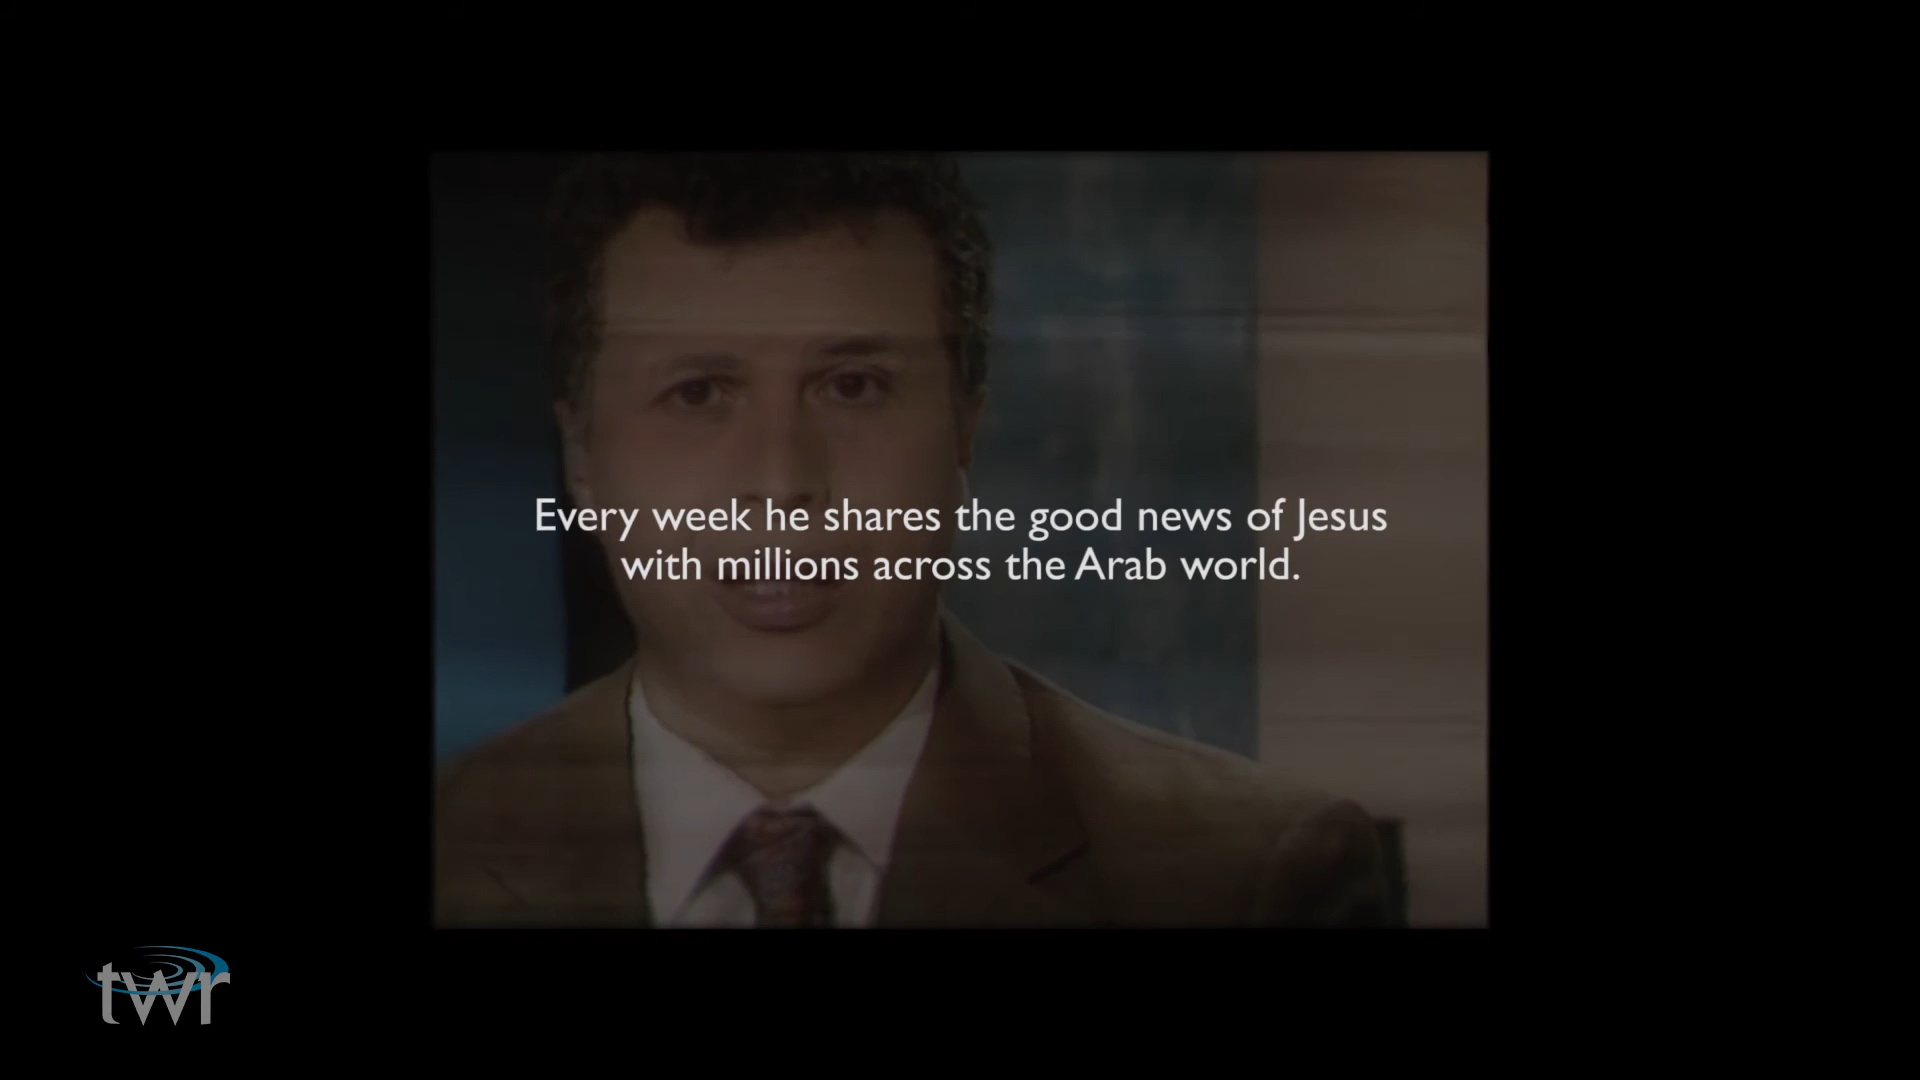 Every week he shares the good news of Jesus
with millions across the Arab world.
twr